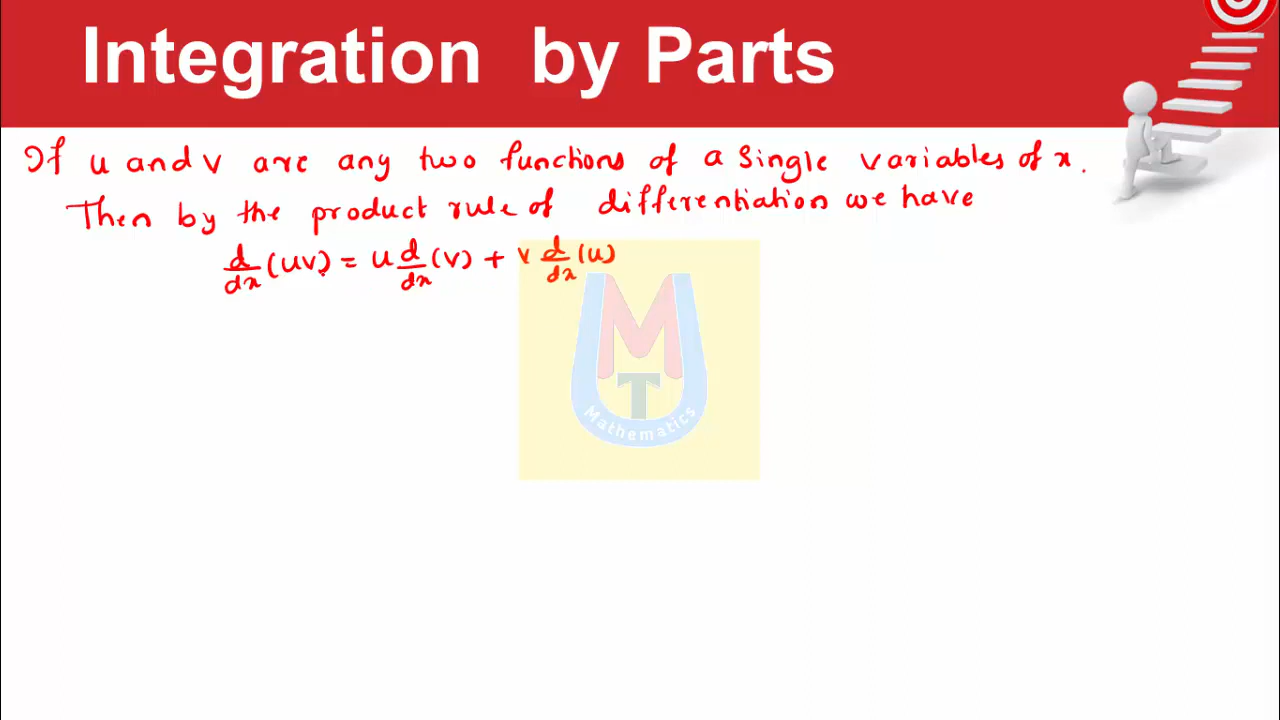 Integration by Parts
If u and v are any two functions of a single variables of x.
Then by the product rule of differentiation we have
d/dx (uv) = u d/dx (v) + v d/dx (u)
M
T
U
Mathematics